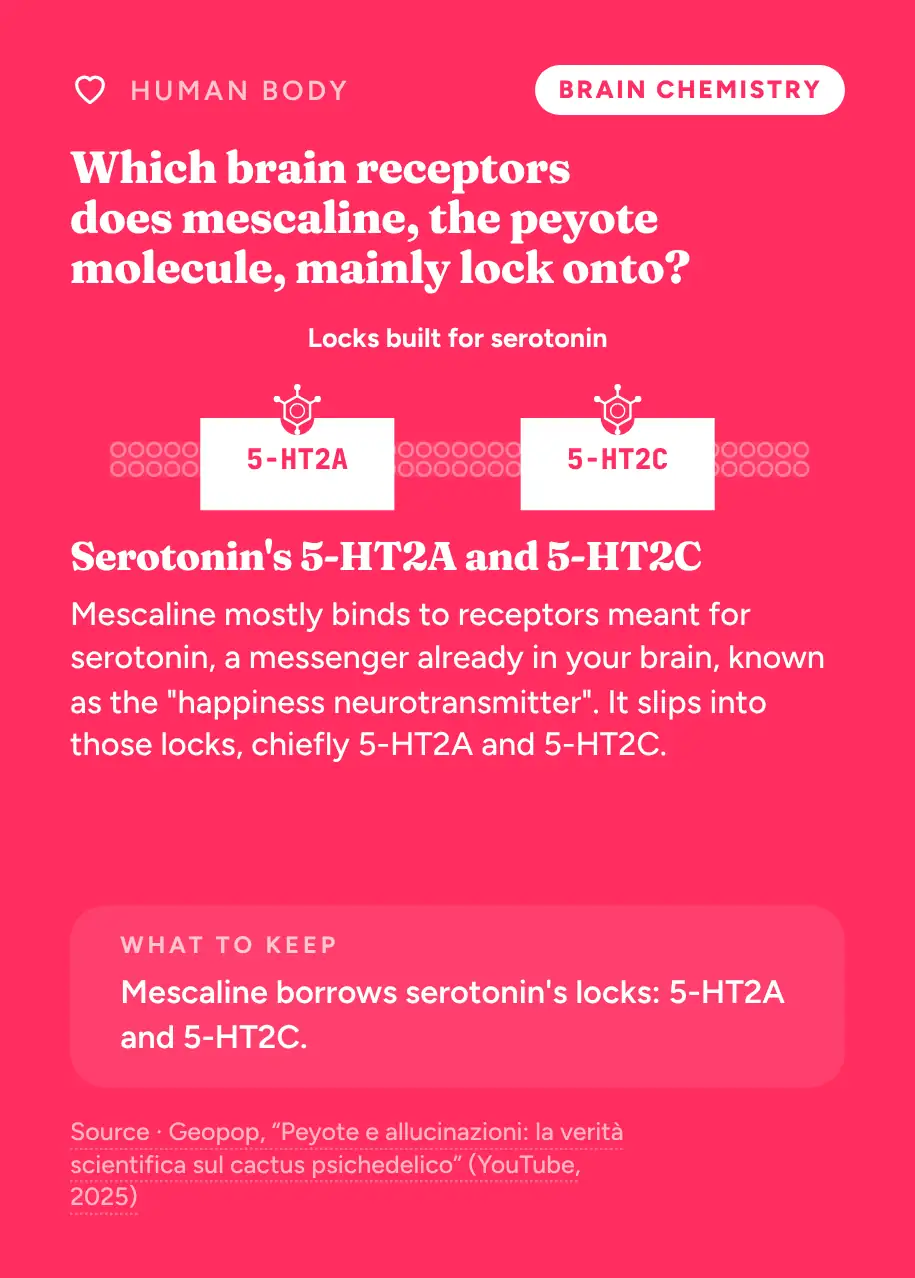 HUMAN BODY
BRAIN CHEMISTRY
Which brain receptors
does mescaline, the peyote
molecule, mainly lock onto?
Locks built for serotonin
5-HT2A
5-HT2C
Serotonin's 5-HT2A and 5-HT2C
Mescaline mostly binds to receptors meant for
serotonin, a messenger already in your brain, known
as the "happiness neurotransmitter". It slips into
those locks, chiefly 5-HT2A and 5-HT2C.
WHAT TO KEEP
Mescaline borrows serotonin's locks: 5-HT2A
and 5-HT2C.
Source · Geopop, “Peyote e allucinazioni: la verità
scientifica sul cactus psichedelico” (YouTube,
2025)